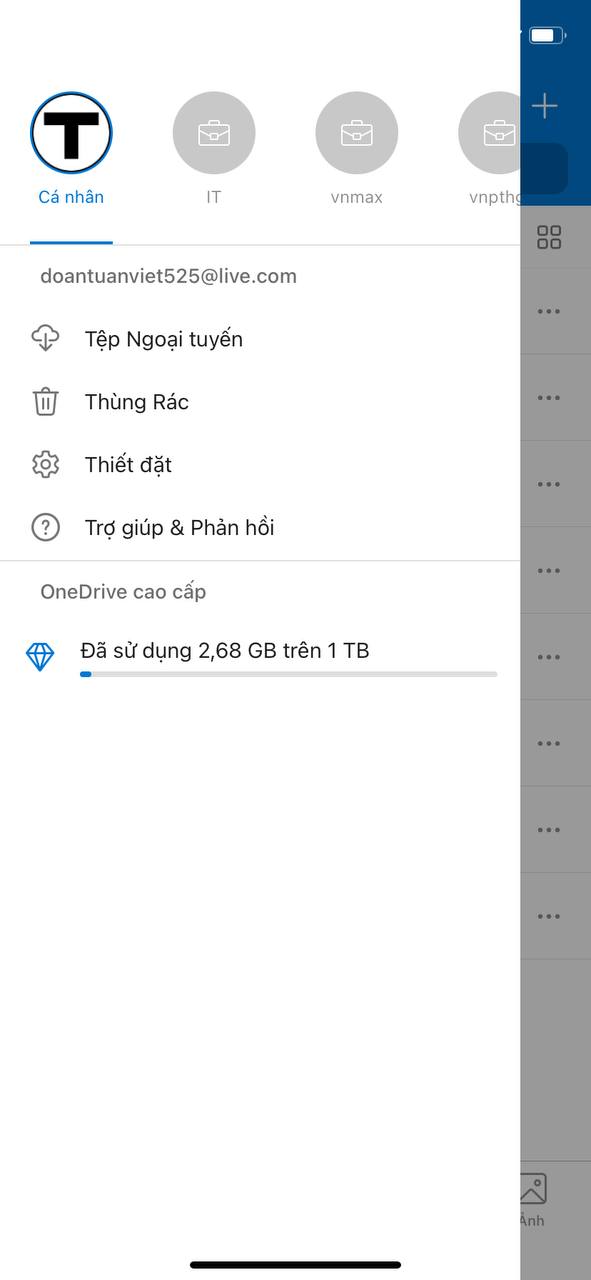 T
Cá nhân
IT
vnmax
vnpthg
doantuanviet525@live.com
Tệp Ngoại tuyến
Thùng Rác
Thiết đặt
Trợ giúp & Phản hồi
OneDrive cao cấp
Đã sử dụng 2,68 GB trên 1 TB
Ảnh